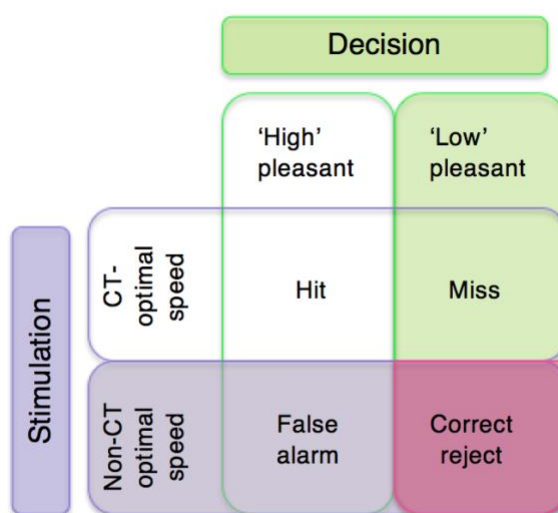 Decision
‘High’
pleasant
‘Low’
pleasant
Stimulation
CT-
optimal
speed
Hit
Miss
Non-CT
optimal
speed
False
alarm
Correct
reject